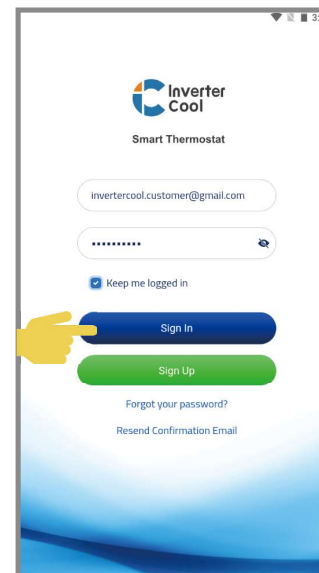 Inverter
Cool
Smart Thermostat
invertercool.customer@gmail.com
Keep me logged in
Sign In
Sign Up
Forgot your password?
Resend Confirmation Email